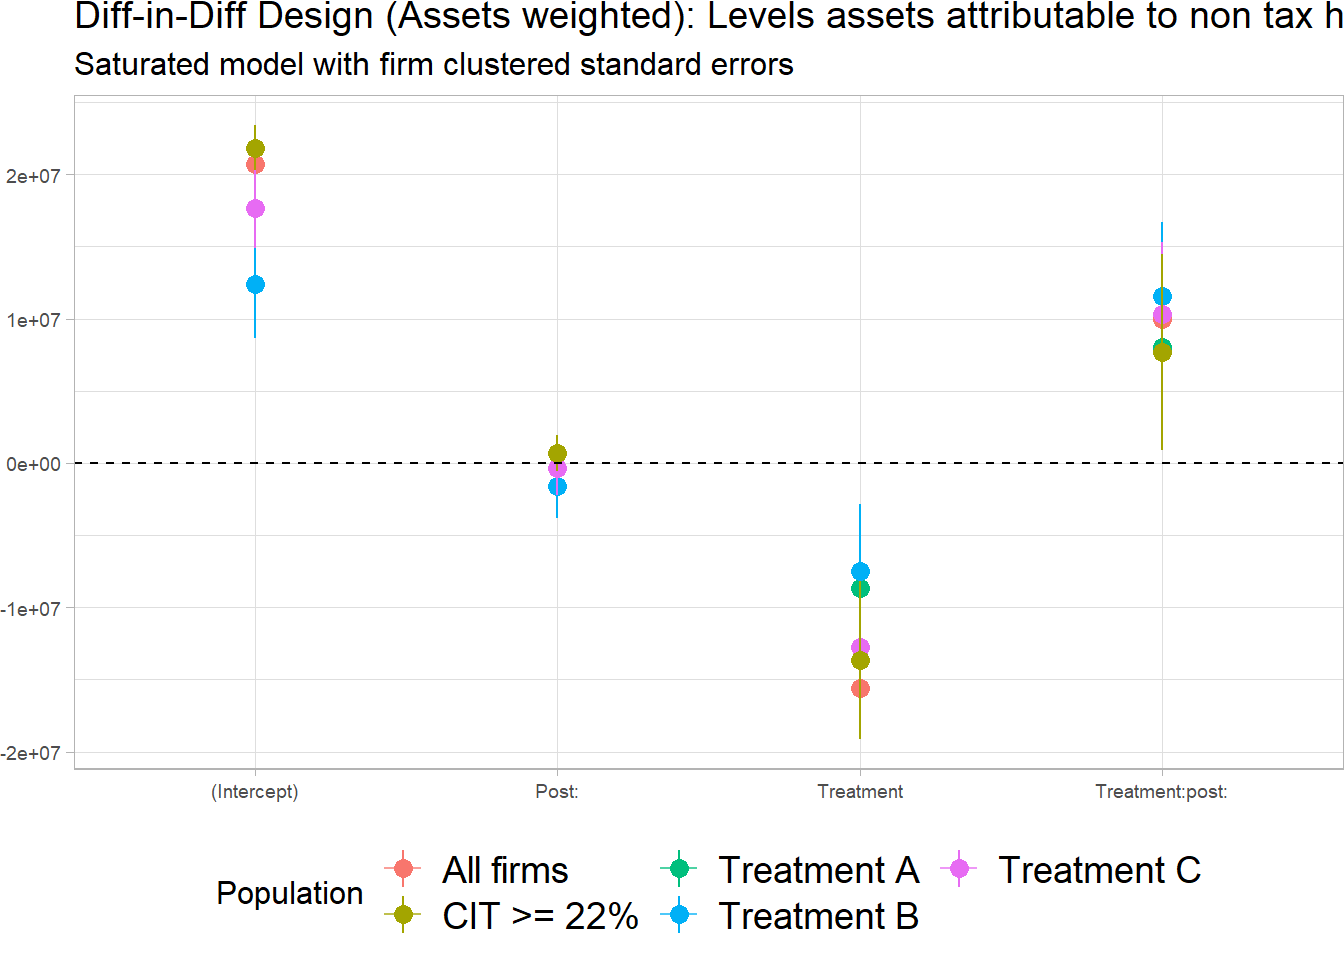 Diff-in-Diff Design (Assets weighted): Levels assets attributable to non tax h
Saturated model with firm clustered standard errors
2e+07
1e+07
0e+00
-1e+07
-2e+07
(Intercept) Post: Treatment Treatment:post:
Population
All firms Treatment A Treatment C
CIT >= 22% Treatment B